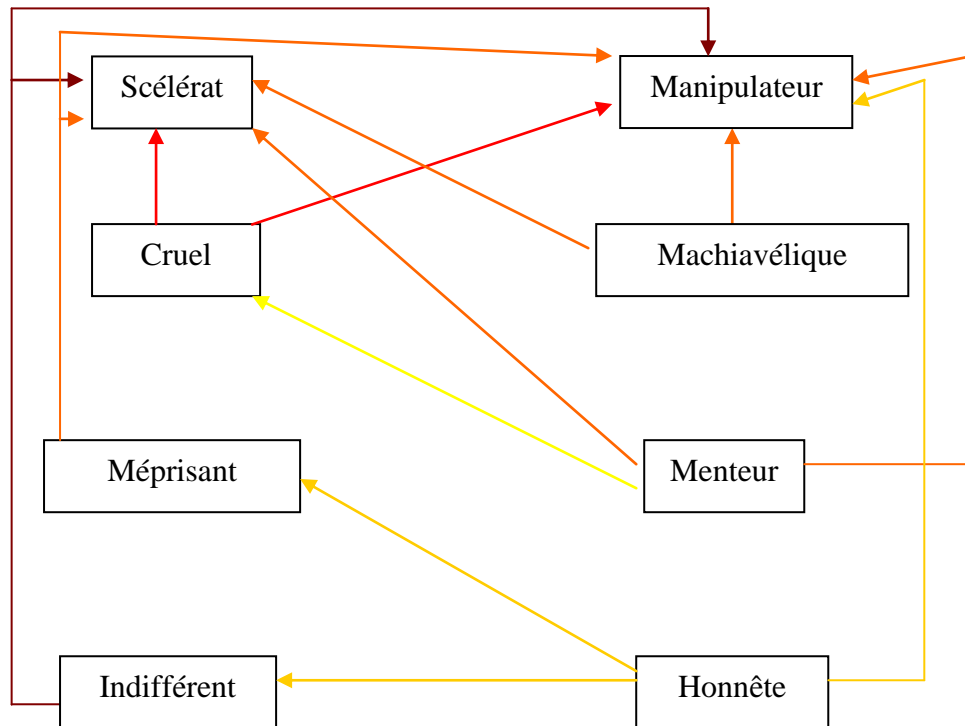 Scélérat
Manipulateur
Cruel
Machiavélique
Méprisant
Menteur
Indifférent
Honnête